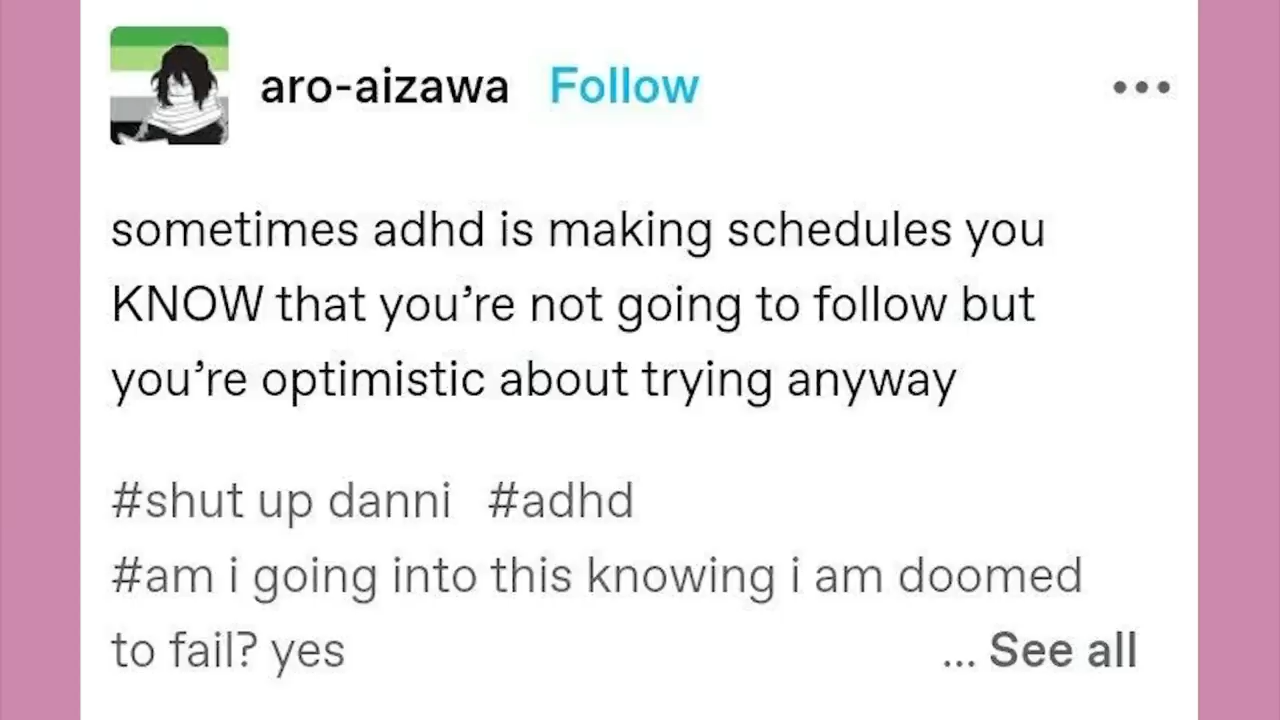 aro-aizawa Follow
sometimes adhd is making schedules you
KNOW that you’re not going to follow but
you’re optimistic about trying anyway
#shut up danni #adhd
#am i going into this knowing i am doomed
to fail? yes ... See all